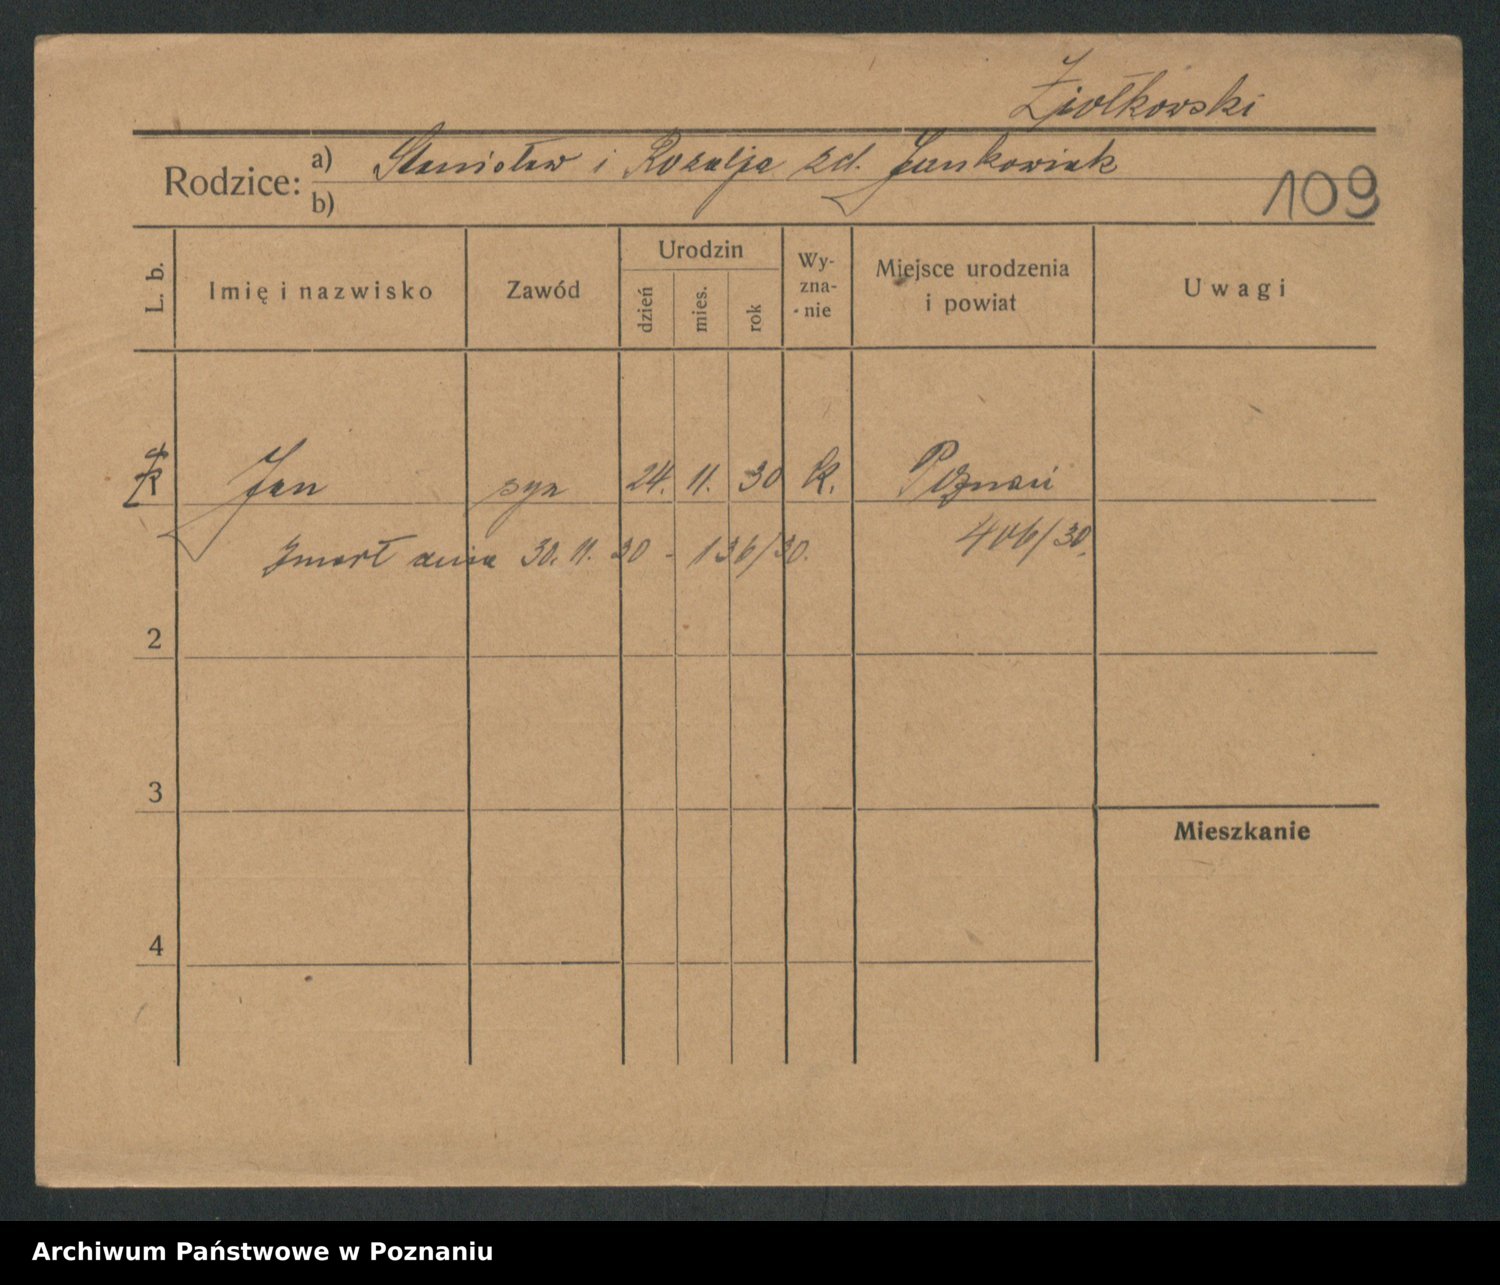 Ziołkowski
Rodzice: a) Stanisław i Rozalja zd. Jankowiak
b)
109
L. b.
Imię i nazwisko
Zawód
Urodzin
dzień
mies.
rok
Wy-
zna-
nie
Miejsce urodzenia
i powiat
Uwagi
1 Jan syn 24. 11. 30 k. Poznań
406/30.
Zmarł dnia 30. 11. 30 - 136/30.
2
3
Mieszkanie
4
Archiwum Państwowe w Poznaniu